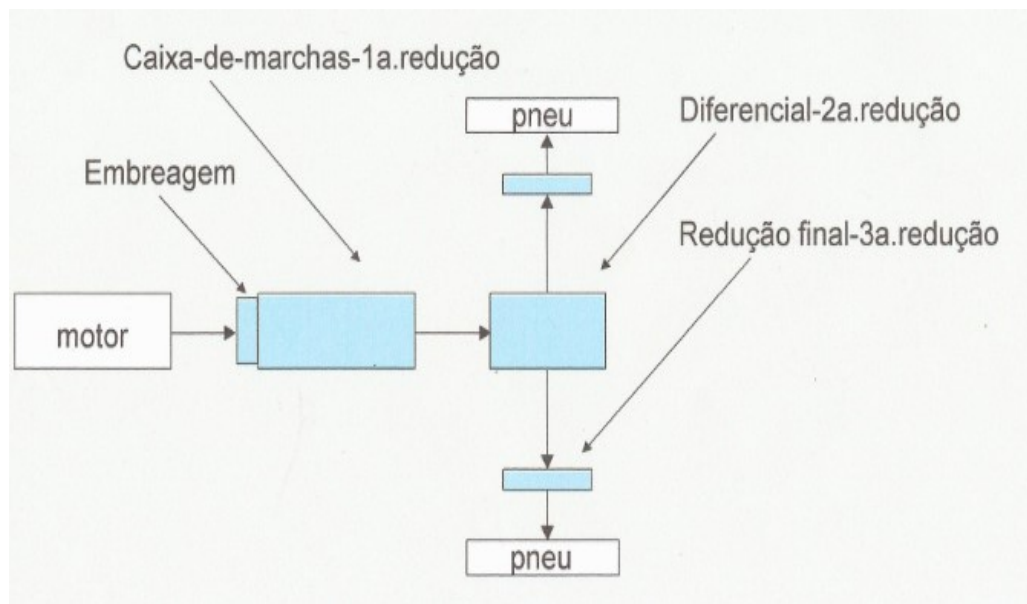 Caixa-de-marchas-1a.redução
pneu
Diferencial-2a.redução
Embreagem
Redução final-3a.redução
motor
pneu